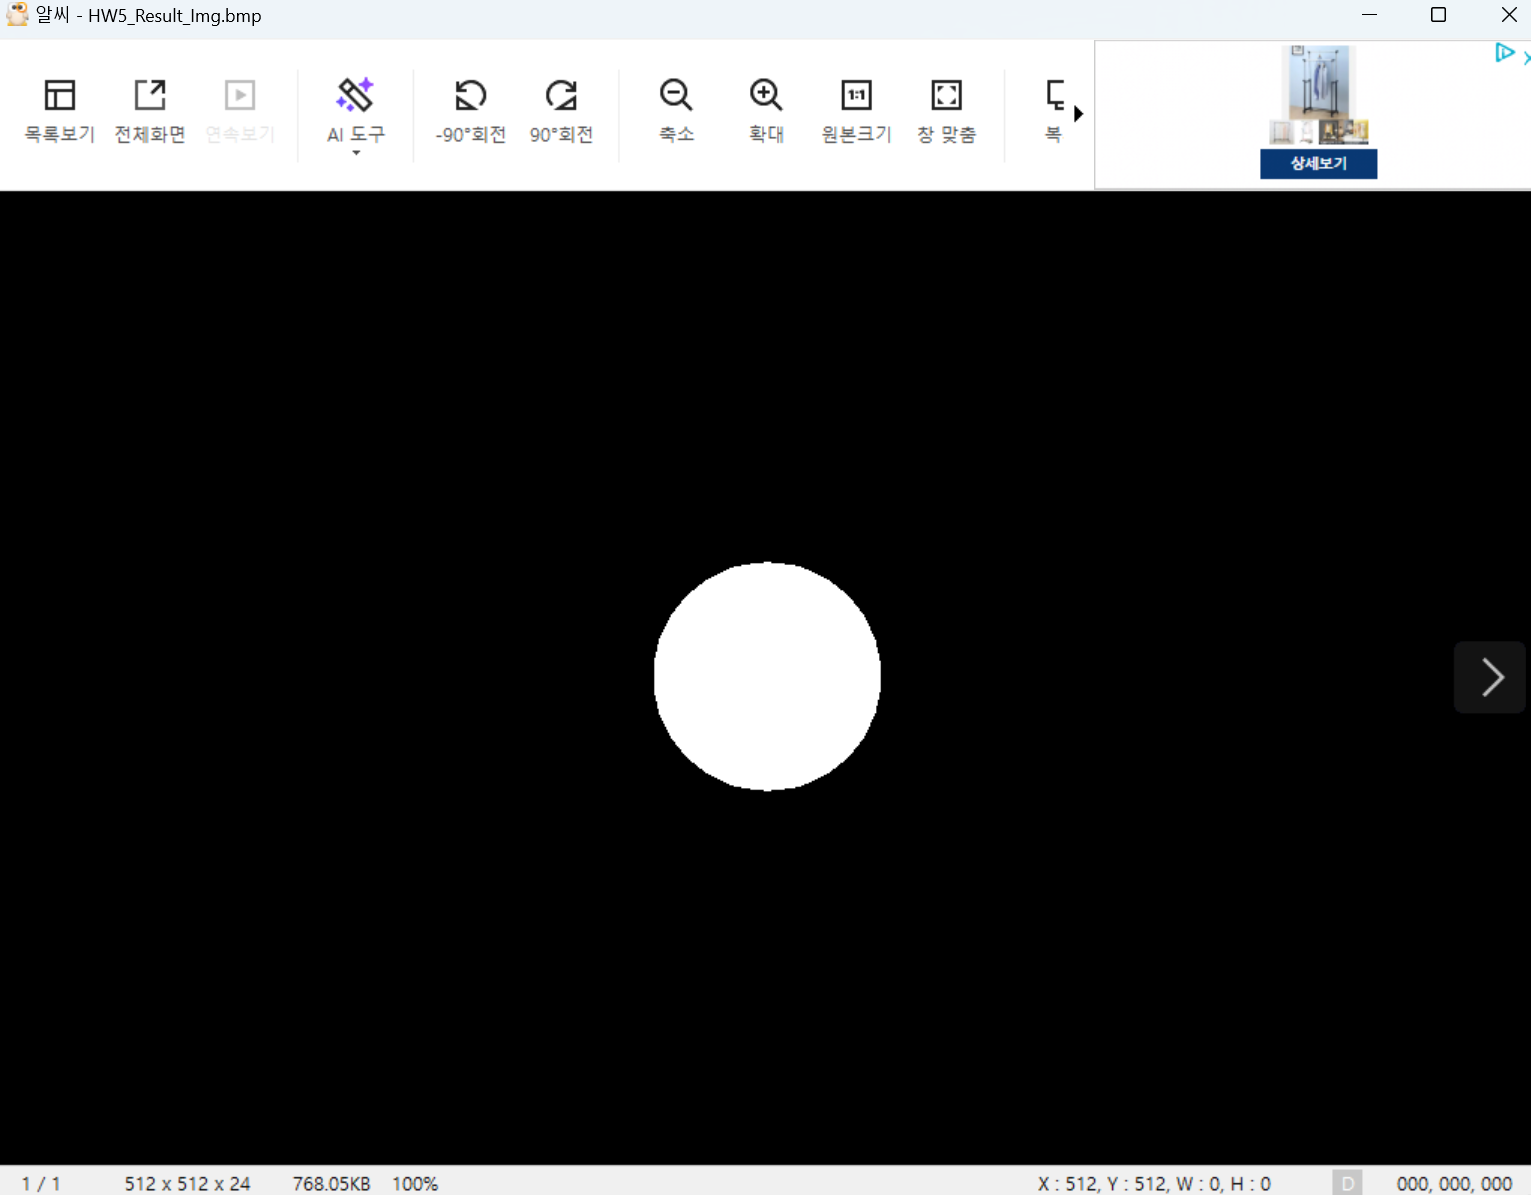 알씨 - HW5_Result_Img.bmp
목록보기 전체화면 연속보기 AI 도구 -90°회전 90°회전 축소 확대 원본크기 창 맞춤 복
1:1
상세보기
1 / 1 512 x 512 x 24 768.05KB 100% X : 512, Y : 512, W : 0, H : 0 D 000, 000, 000